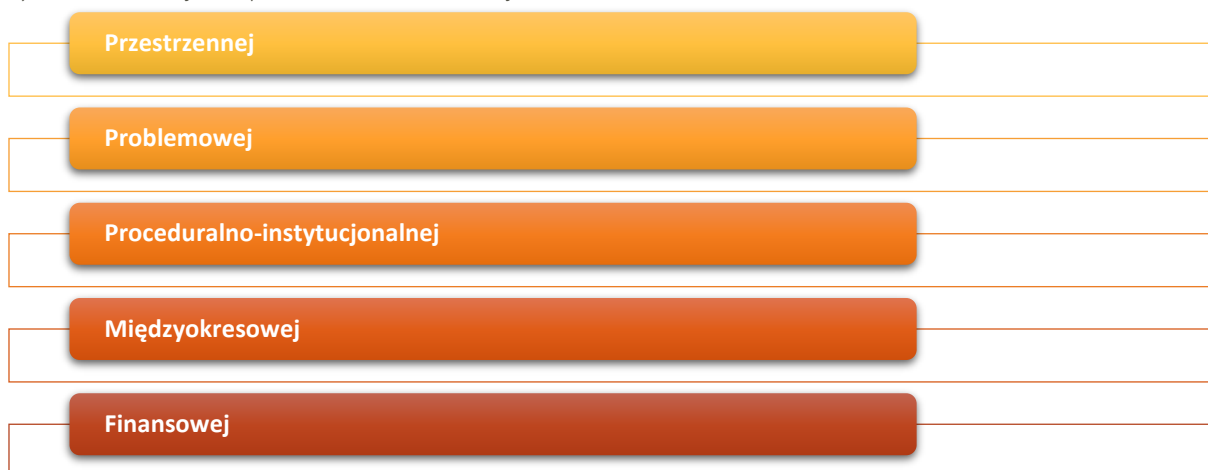 Przestrzennej
Problemowej
Proceduralno-instytucjonalnej
Międzyokresowej
Finansowej